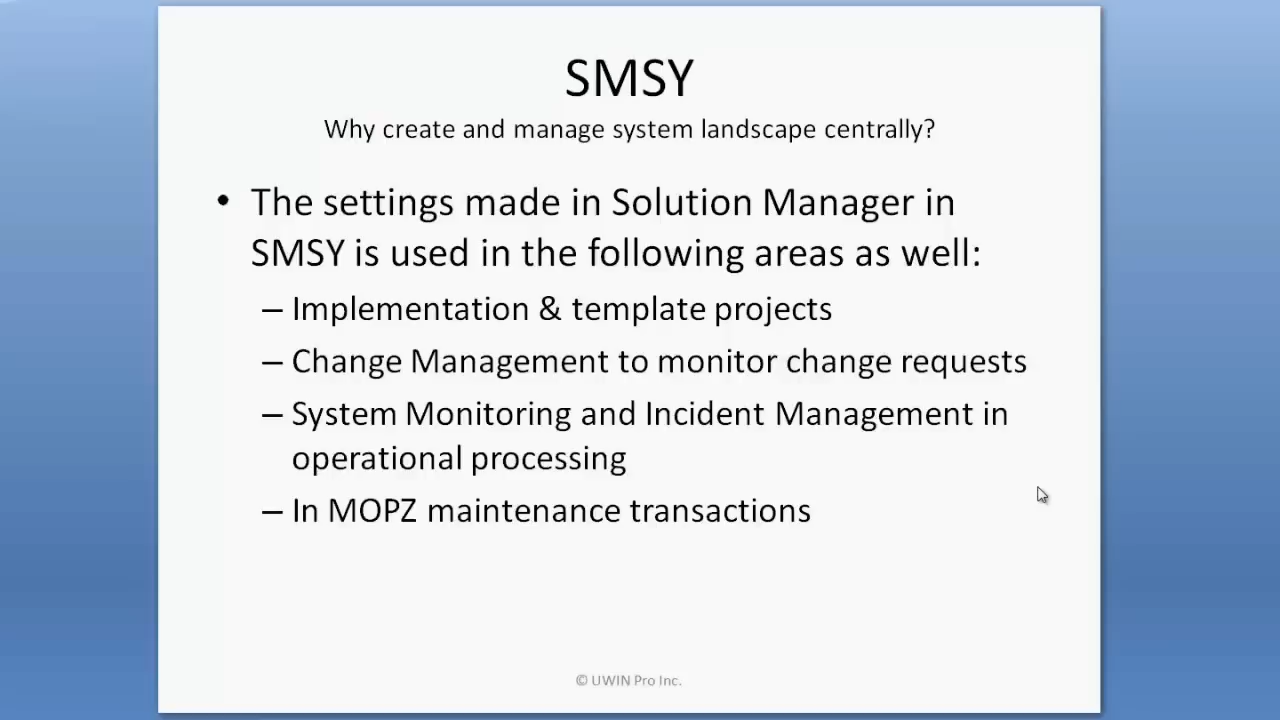 SMSY
Why create and manage system landscape centrally?
• The settings made in Solution Manager in
SMSY is used in the following areas as well:
– Implementation & template projects
– Change Management to monitor change requests
– System Monitoring and Incident Management in
operational processing
– In MOPZ maintenance transactions
© UWIN Pro Inc.